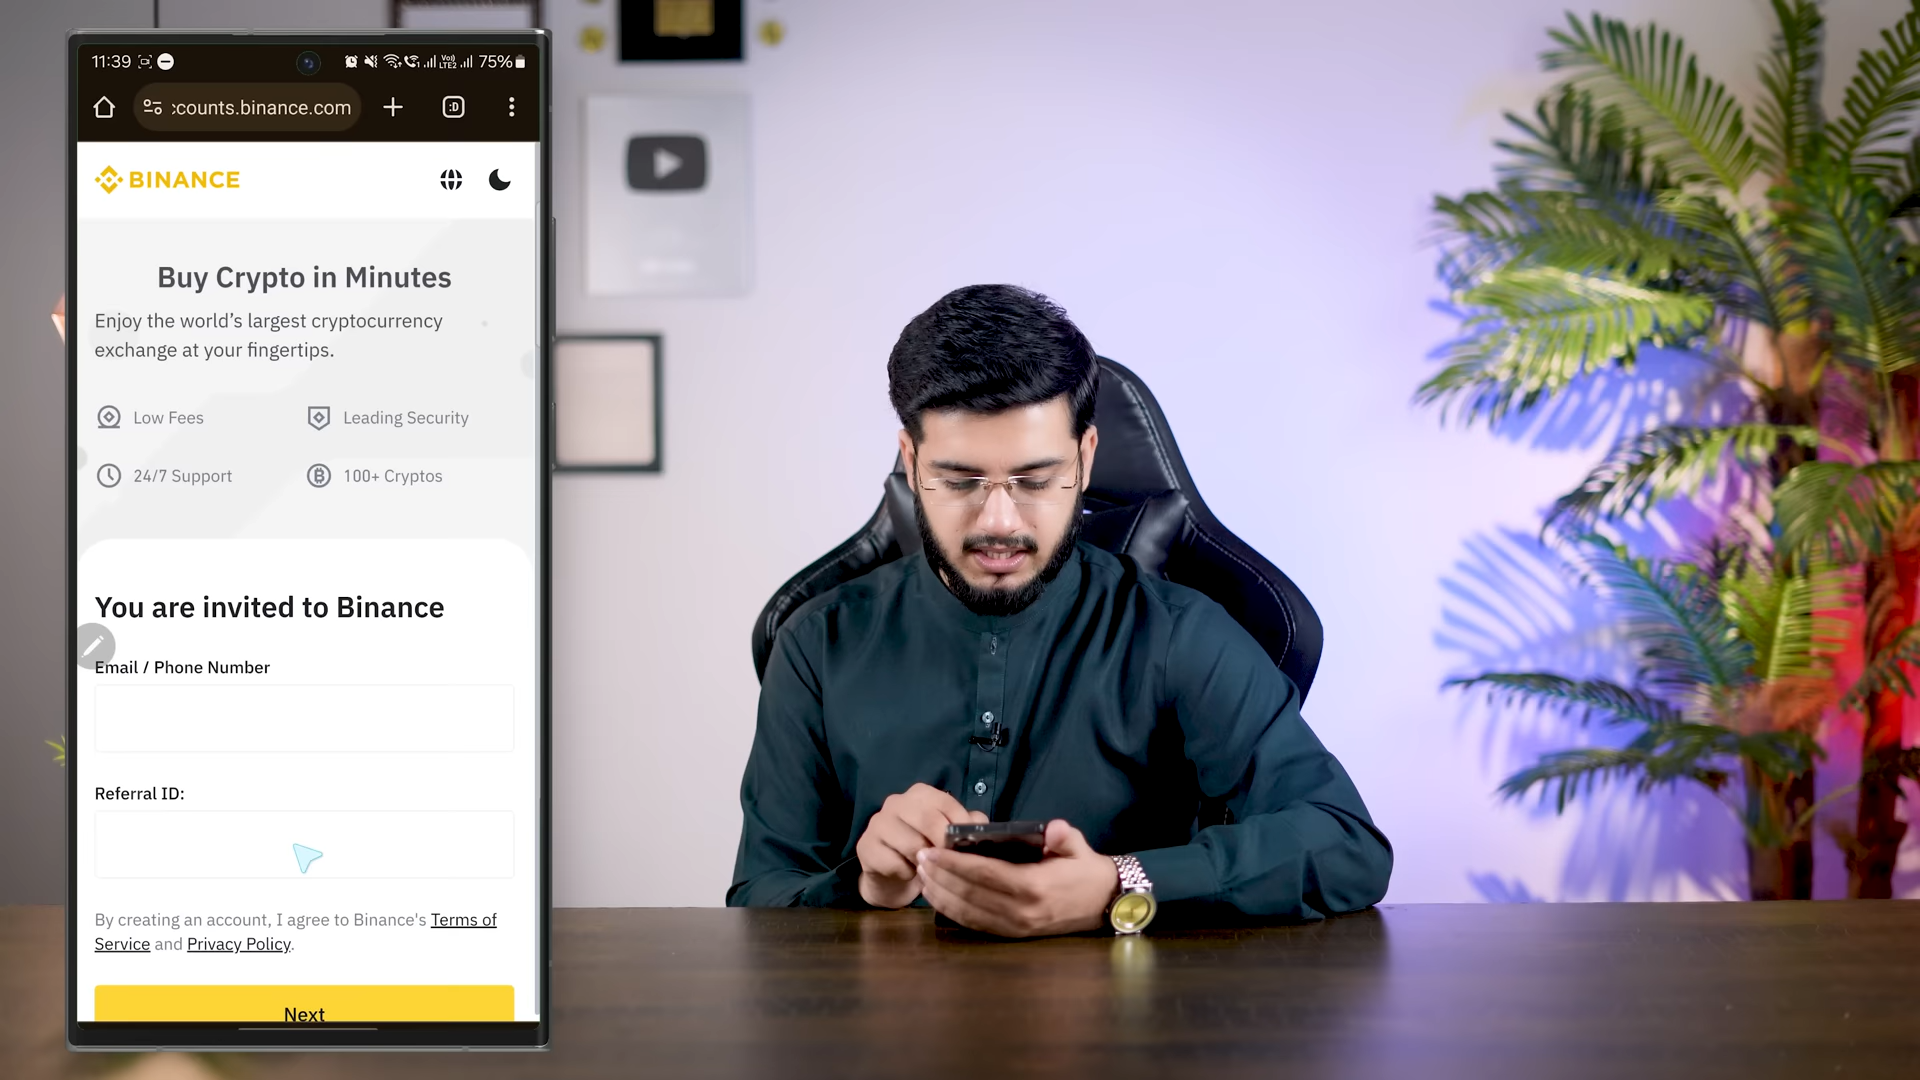 11:39
Vo))
LTE2
75%
:D
counts.binance.com
BINANCE
Buy Crypto in Minutes
Enjoy the world’s largest cryptocurrency
exchange at your fingertips.
Low Fees
Leading Security
24/7 Support
100+ Cryptos
You are invited to Binance
Email / Phone Number
Referral ID:
By creating an account, I agree to Binance's Terms of
Service and Privacy Policy.
Next